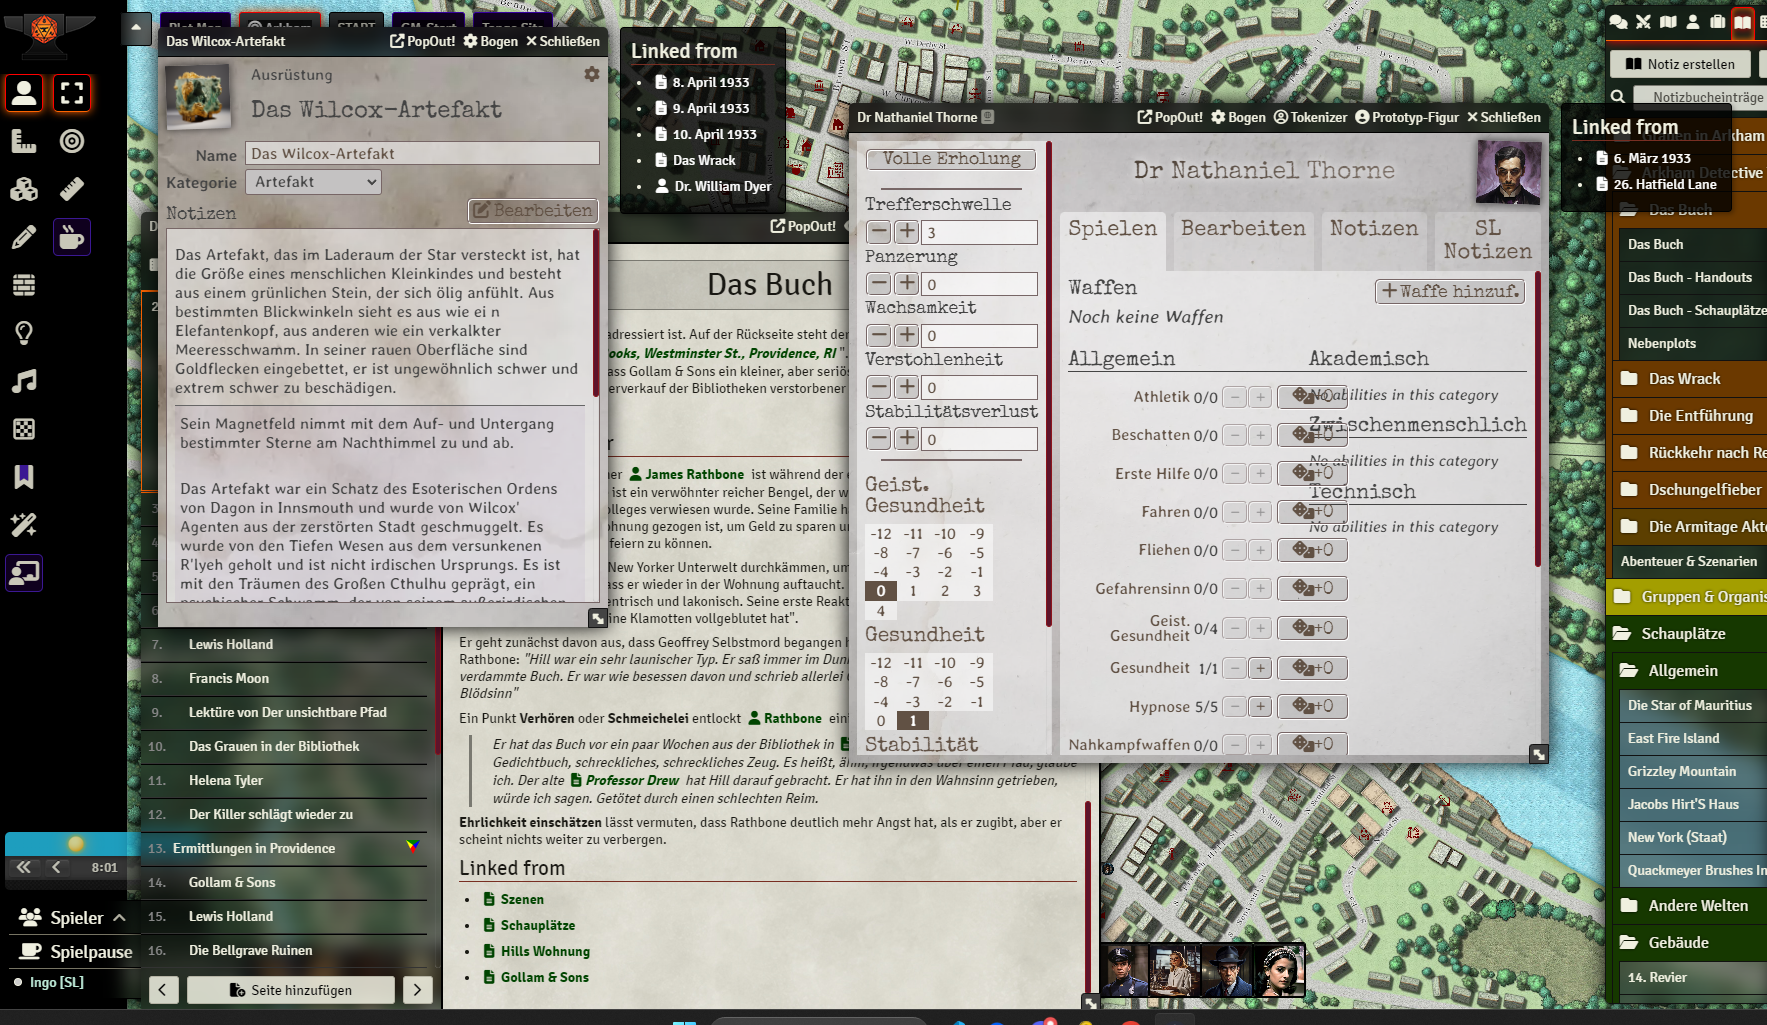 Plot Map
Arkham
START
GM-Start
Tanna Site
Das Wilcox-Artefakt
PopOut!
Bogen
Schließen
Ausrüstung
Das Wilcox-Artefakt
Name
Das Wilcox-Artefakt
Kategorie
Artefakt
Notizen
Bearbeiten
Das Artefakt, das im Laderaum der Star versteckt ist, hat
die Größe eines menschlichen Kleinkindes und besteht
aus einem grünlichen Stein, der sich ölig anfühlt. Aus
bestimmten Blickwinkeln sieht es aus wie ei n
Elefantenkopf, aus anderen wie ein verkalkter
Meeresschwamm. In seiner rauen Oberfläche sind
Goldflecken eingebettet, er ist ungewöhnlich schwer und
extrem schwer zu beschädigen.
Sein Magnetfeld nimmt mit dem Auf- und Untergang
bestimmter Sterne am Nachthimmel zu und ab.
Das Artefakt war ein Schatz des Esoterischen Ordens
von Dagon in Innsmouth und wurde von Wilcox'
Agenten aus der zerstörten Stadt geschmuggelt. Es
wurde von den Tiefen Wesen aus dem versunkenen
R'lyeh geholt und ist nicht irdischen Ursprungs. Es ist
mit den Träumen des Großen Cthulhu geprägt, ein
psychischer Schwamm, der von seinem außerirdischen
Linked from
8. April 1933
9. April 1933
10. April 1933
Das Wrack
Dr. William Dyer
PopOut!
Das Buch
adressiert ist. Auf der Rückseite steht der
ooks, Westminster St., Providence, RI ".
ass Gollam & Sons ein kleiner, aber seriös
erverkauf der Bibliotheken verstorbener
r
ner James Rathbone ist während der
ist ein verwöhnter reicher Bengel, der w
olleges verwiesen wurde. Seine Familie h
ohnung gezogen ist, um Geld zu sparen u
feiern zu können.
New Yorker Unterwelt durchkämmen, um
ass er wieder in der Wohnung auftaucht.
entrisch und lakonisch. Seine erste Reakt
ine Klamotten vollgeblutet hat".
Er geht zunächst davon aus, dass Geoffrey Selbstmord begangen h
Rathbone: "Hill war ein sehr launischer Typ. Er saß immer im Dun
verdammte Buch. Er war wie besessen davon und schrieb allerlei
Blödsinn"
Ein Punkt Verhören oder Schmeichelei entlockt Rathbone ein
Er hat das Buch vor ein paar Wochen aus der Bibliothek in
Gedichtbuch, schreckliches, schreckliches Zeug. Es heißt, ähm, irgendwas über einen Pfad, glaube
ich. Der alte Professor Drew hat Hill darauf gebracht. Er hat ihn in den Wahnsinn getrieben,
würde ich sagen. Getötet durch einen schlechten Reim.
Ehrlichkeit einschätzen lässt vermuten, dass Rathbone deutlich mehr Angst hat, als er zugibt, aber er
scheint nichts weiter zu verbergen.
Linked from
Szenen
Schauplätze
Hills Wohnung
Gollam & Sons
7. Lewis Holland
8. Francis Moon
9. Lektüre von Der unsichtbare Pfad
10. Das Grauen in der Bibliothek
11. Helena Tyler
12. Der Killer schlägt wieder zu
13. Ermittlungen in Providence
14. Gollam & Sons
15. Lewis Holland
16. Die Bellgrave Ruinen
Seite hinzufügen
8:01
Spieler
Spielpause
Ingo [SL]
Dr Nathaniel Thorne
PopOut!
Bogen
Tokenizer
Prototyp-Figur
Schließen
Volle Erholung
Trefferschwelle
3
Panzerung
0
Wachsamkeit
0
Verstohlenheit
0
Stabilitätsverlust
0
Geist.
Gesundheit
-12 -11 -10 -9
-8 -7 -6 -5
-4 -3 -2 -1
0 1 2 3
4
Gesundheit
-12 -11 -10 -9
-8 -7 -6 -5
-4 -3 -2 -1
0 1
Stabilität
Dr Nathaniel Thorne
Spielen
Bearbeiten
Notizen
SL
Notizen
Waffen
Waffe hinzuf.
Noch keine Waffen
Allgemein
Athletik 0/0 +0
Beschatten 0/0 +0
Erste Hilfe 0/0 +0
Fahren 0/0 +0
Fliehen 0/0 +0
Gefahrensinn 0/0 +0
Geist.
Gesundheit 0/4 +0
Gesundheit 1/1 +0
Hypnose 5/5 +0
Nahkampfwaffen 0/0 +0
Akademisch
No abilities in this category
Zwischenmenschlich
No abilities in this category
Technisch
No abilities in this category
Linked from
6. März 1933
26. Hatfield Lane
Notiz erstellen
Notizbucheinträge
Grauen in Arkham
Arkham Detective
Das Buch
Das Buch
Das Buch - Handouts
Das Buch - Schauplätze
Nebenplots
Das Wrack
Die Entführung
Rückkehr nach Re
Dschungelfieber
Die Armitage Akt
Abenteuer & Szenarien
Gruppen & Organis
Schauplätze
Allgemein
Die Star of Mauritius
East Fire Island
Grizzley Mountain
Jacobs Hirt'S Haus
New York (Staat)
Quackmeyer Brushes In
Andere Welten
Gebäude
14. Revier